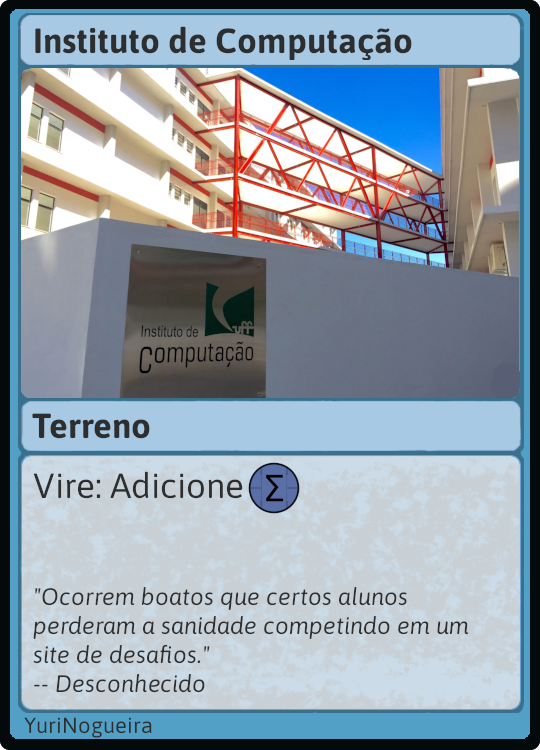 Instituto de Computação
uff
Instituto de
Computação
Terreno
Vire: Adicione Σ
"Ocorrem boatos que certos alunos
perderam a sanidade competindo em um
site de desafios."
-- Desconhecido
YuriNogueira